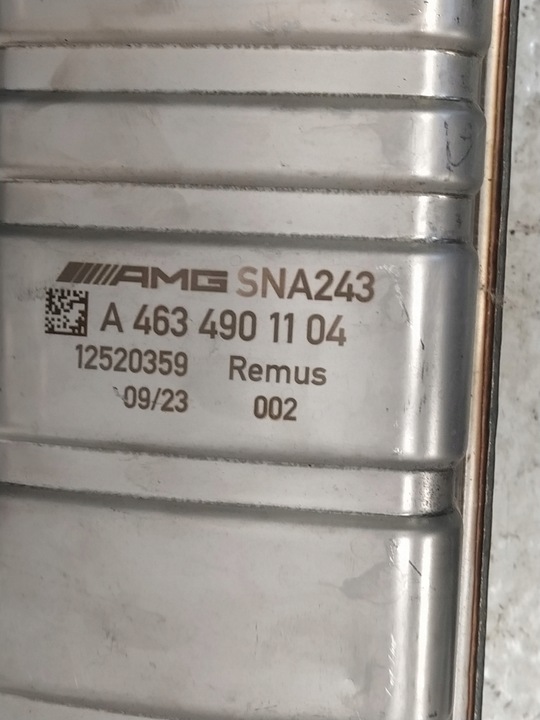 AMG SNA243
A 463 490 11 04
12520359 Remus
09/23 002